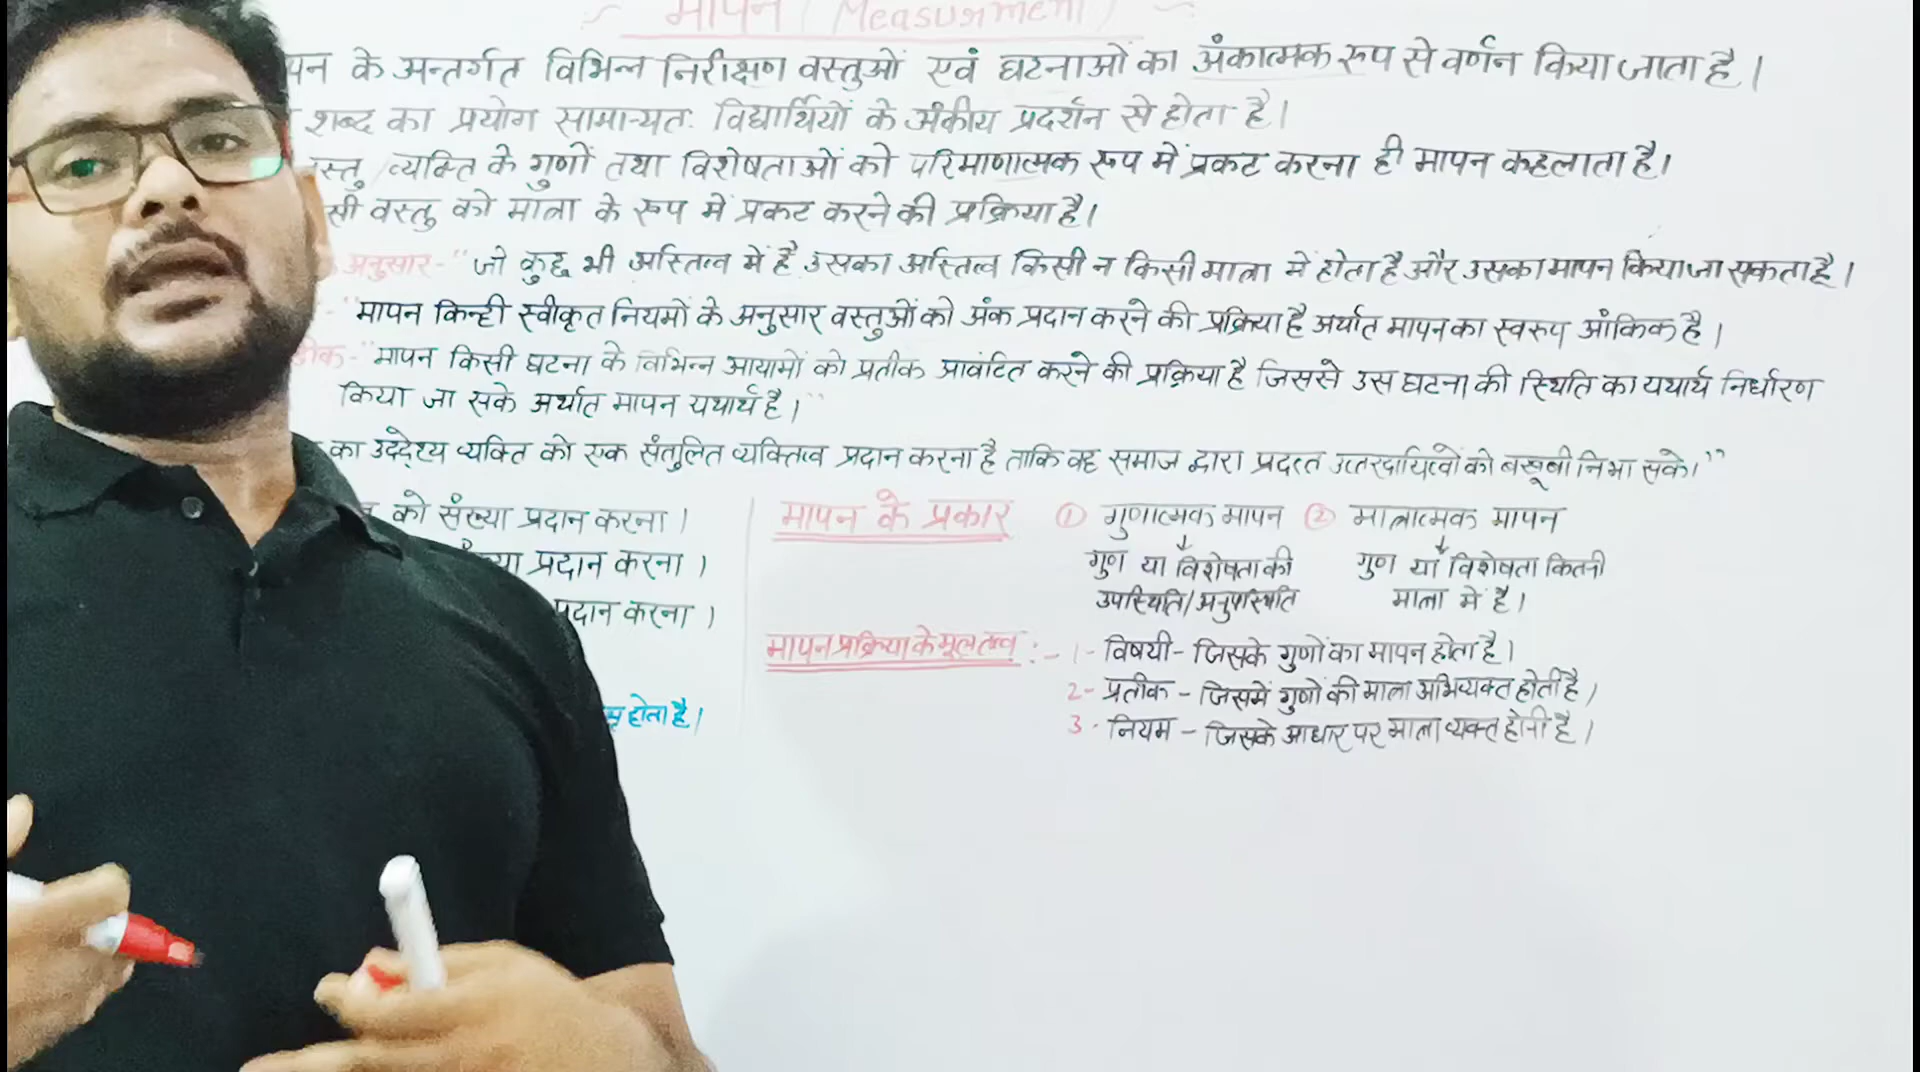 मापन ( Measurment )
पन के अन्तर्गत विभिन्न निरीक्षण वस्तुओं एवं घटनाओं का अंकात्मक रूप से वर्णन किया जाता है।
शब्द का प्रयोग सामान्यतः विद्यार्थियों के अंकीय प्रदर्शन से होता है।
स्तु / व्यक्ति के गुणों तथा विशेषताओं को परिमाणात्मक रूप में प्रकट करना ही मापन कहलाता है।
सी वस्तु को मात्रा के रूप में प्रकट करने की प्रक्रिया है।
अनुसार - "जो कुछ भी अस्तित्व में है उसका अस्तित्व किसी न किसी मात्रा में होता है और उसका मापन किया जा सकता है।
- "मापन किन्ही स्वीकृत नियमों के अनुसार वस्तुओं को अंक प्रदान करने की प्रक्रिया है अर्थात मापन का स्वरूप आंकिक है।
- "मापन किसी घटना के विभिन्न आयामों को प्रतीक आवंटित करने की प्रक्रिया है जिससे उस घटना की स्थिति का यथार्थ निर्धारण
किया जा सके अर्थात मापन यथार्थ है।"
का उददेश्य व्यक्ति को एक संतुलित व्यक्तित्व प्रदान करना है ताकि वह समाज द्वारा प्रदत्त उत्तरदायित्वों को बखूबी निभा सके।"
को संख्या प्रदान करना।
ख्या प्रदान करना।
प्रदान करना।
होता है।
मापन के प्रकार ① गुणात्मक मापन ② मात्रात्मक मापन
↓ ↓
गुण या विशेषता की गुण या विशेषता कितनी
उपस्थिति/अनुपस्थिति मात्रा में है।
मापन प्रक्रिया के मूल तत्व :- 1- विषयी - जिसके गुणों का मापन होता है।
2- प्रतीक - जिसमें गुणों की मात्रा अभिव्यक्त होती है।
3- नियम - जिसके आधार पर मात्रा व्यक्त होती है।